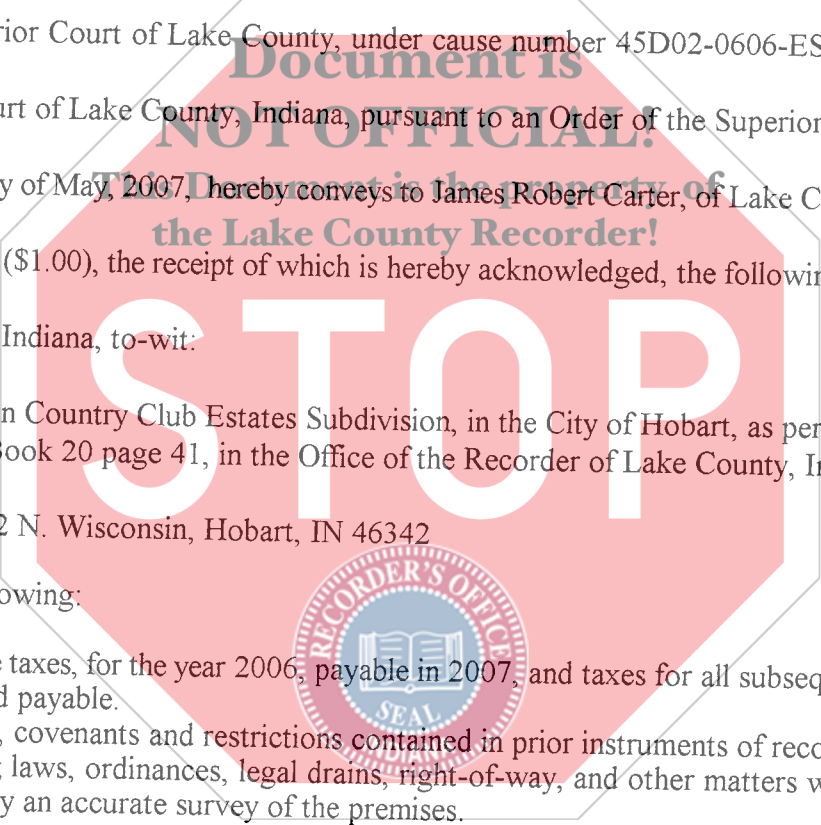 rior Court of Lake County, under cause number 45D02-0606-ES
Document is
urt of Lake County, Indiana, pursuant to an Order of the Superior
NOT OFFICIAL!
y of May, 2007, hereby conveys to James Robert Carter, of Lake C
This Document is the property of
the Lake County Recorder!
($1.00), the receipt of which is hereby acknowledged, the followin
STOP
Indiana, to-wit:
n Country Club Estates Subdivision, in the City of Hobart, as per
Book 20 page 41, in the Office of the Recorder of Lake County, In
2 N. Wisconsin, Hobart, IN 46342
owing:
RECORDER'S OFFICE
SEAL
INDIANA
e taxes, for the year 2006, payable in 2007, and taxes for all subseq
d payable.
, covenants and restrictions contained in prior instruments of reco
; laws, ordinances, legal drains, right-of-way, and other matters w
y an accurate survey of the premises.